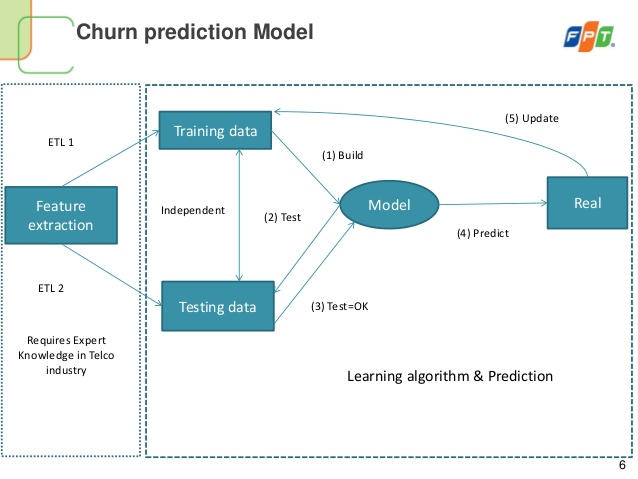 Churn prediction Model
FPT
ETL 1
Feature
extraction
ETL 2
Requires Expert
Knowledge in Telco
industry
Training data
(5) Update
(1) Build
Independent
(2) Test
Model
Real
(4) Predict
Testing data
(3) Test=OK
Learning algorithm & Prediction
6